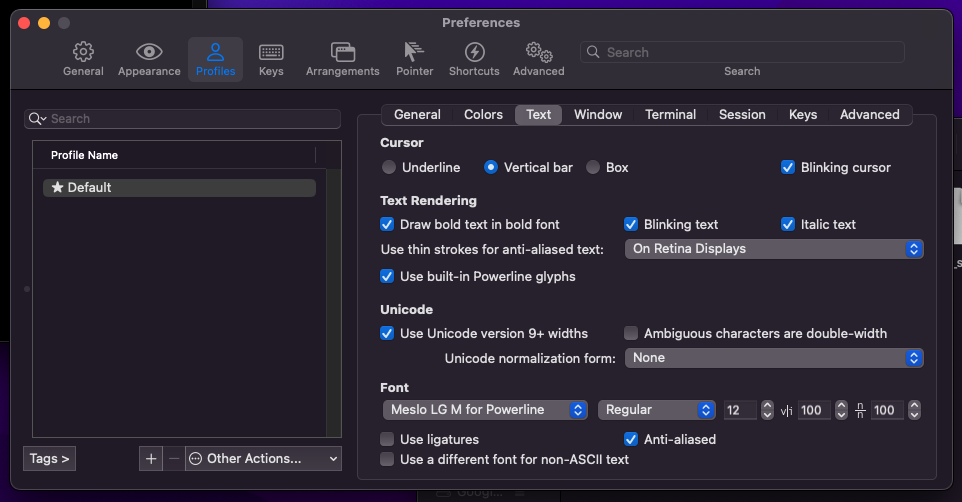 Preferences
General Appearance Profiles Keys Arrangements Pointer Shortcuts Advanced Search
Search
Search
Profile Name
Default
Tags >
+ − Other Actions...
General Colors Text Window Terminal Session Keys Advanced
Cursor
Underline Vertical bar Box Blinking cursor
Text Rendering
Draw bold text in bold font Blinking text Italic text
Use thin strokes for anti-aliased text: On Retina Displays
Use built-in Powerline glyphs
Unicode
Use Unicode version 9+ widths Ambiguous characters are double-width
Unicode normalization form: None
Font
Meslo LG M for Powerline Regular 12 v|i 100 n/n 100
Use ligatures Anti-aliased
Use a different font for non-ASCII text